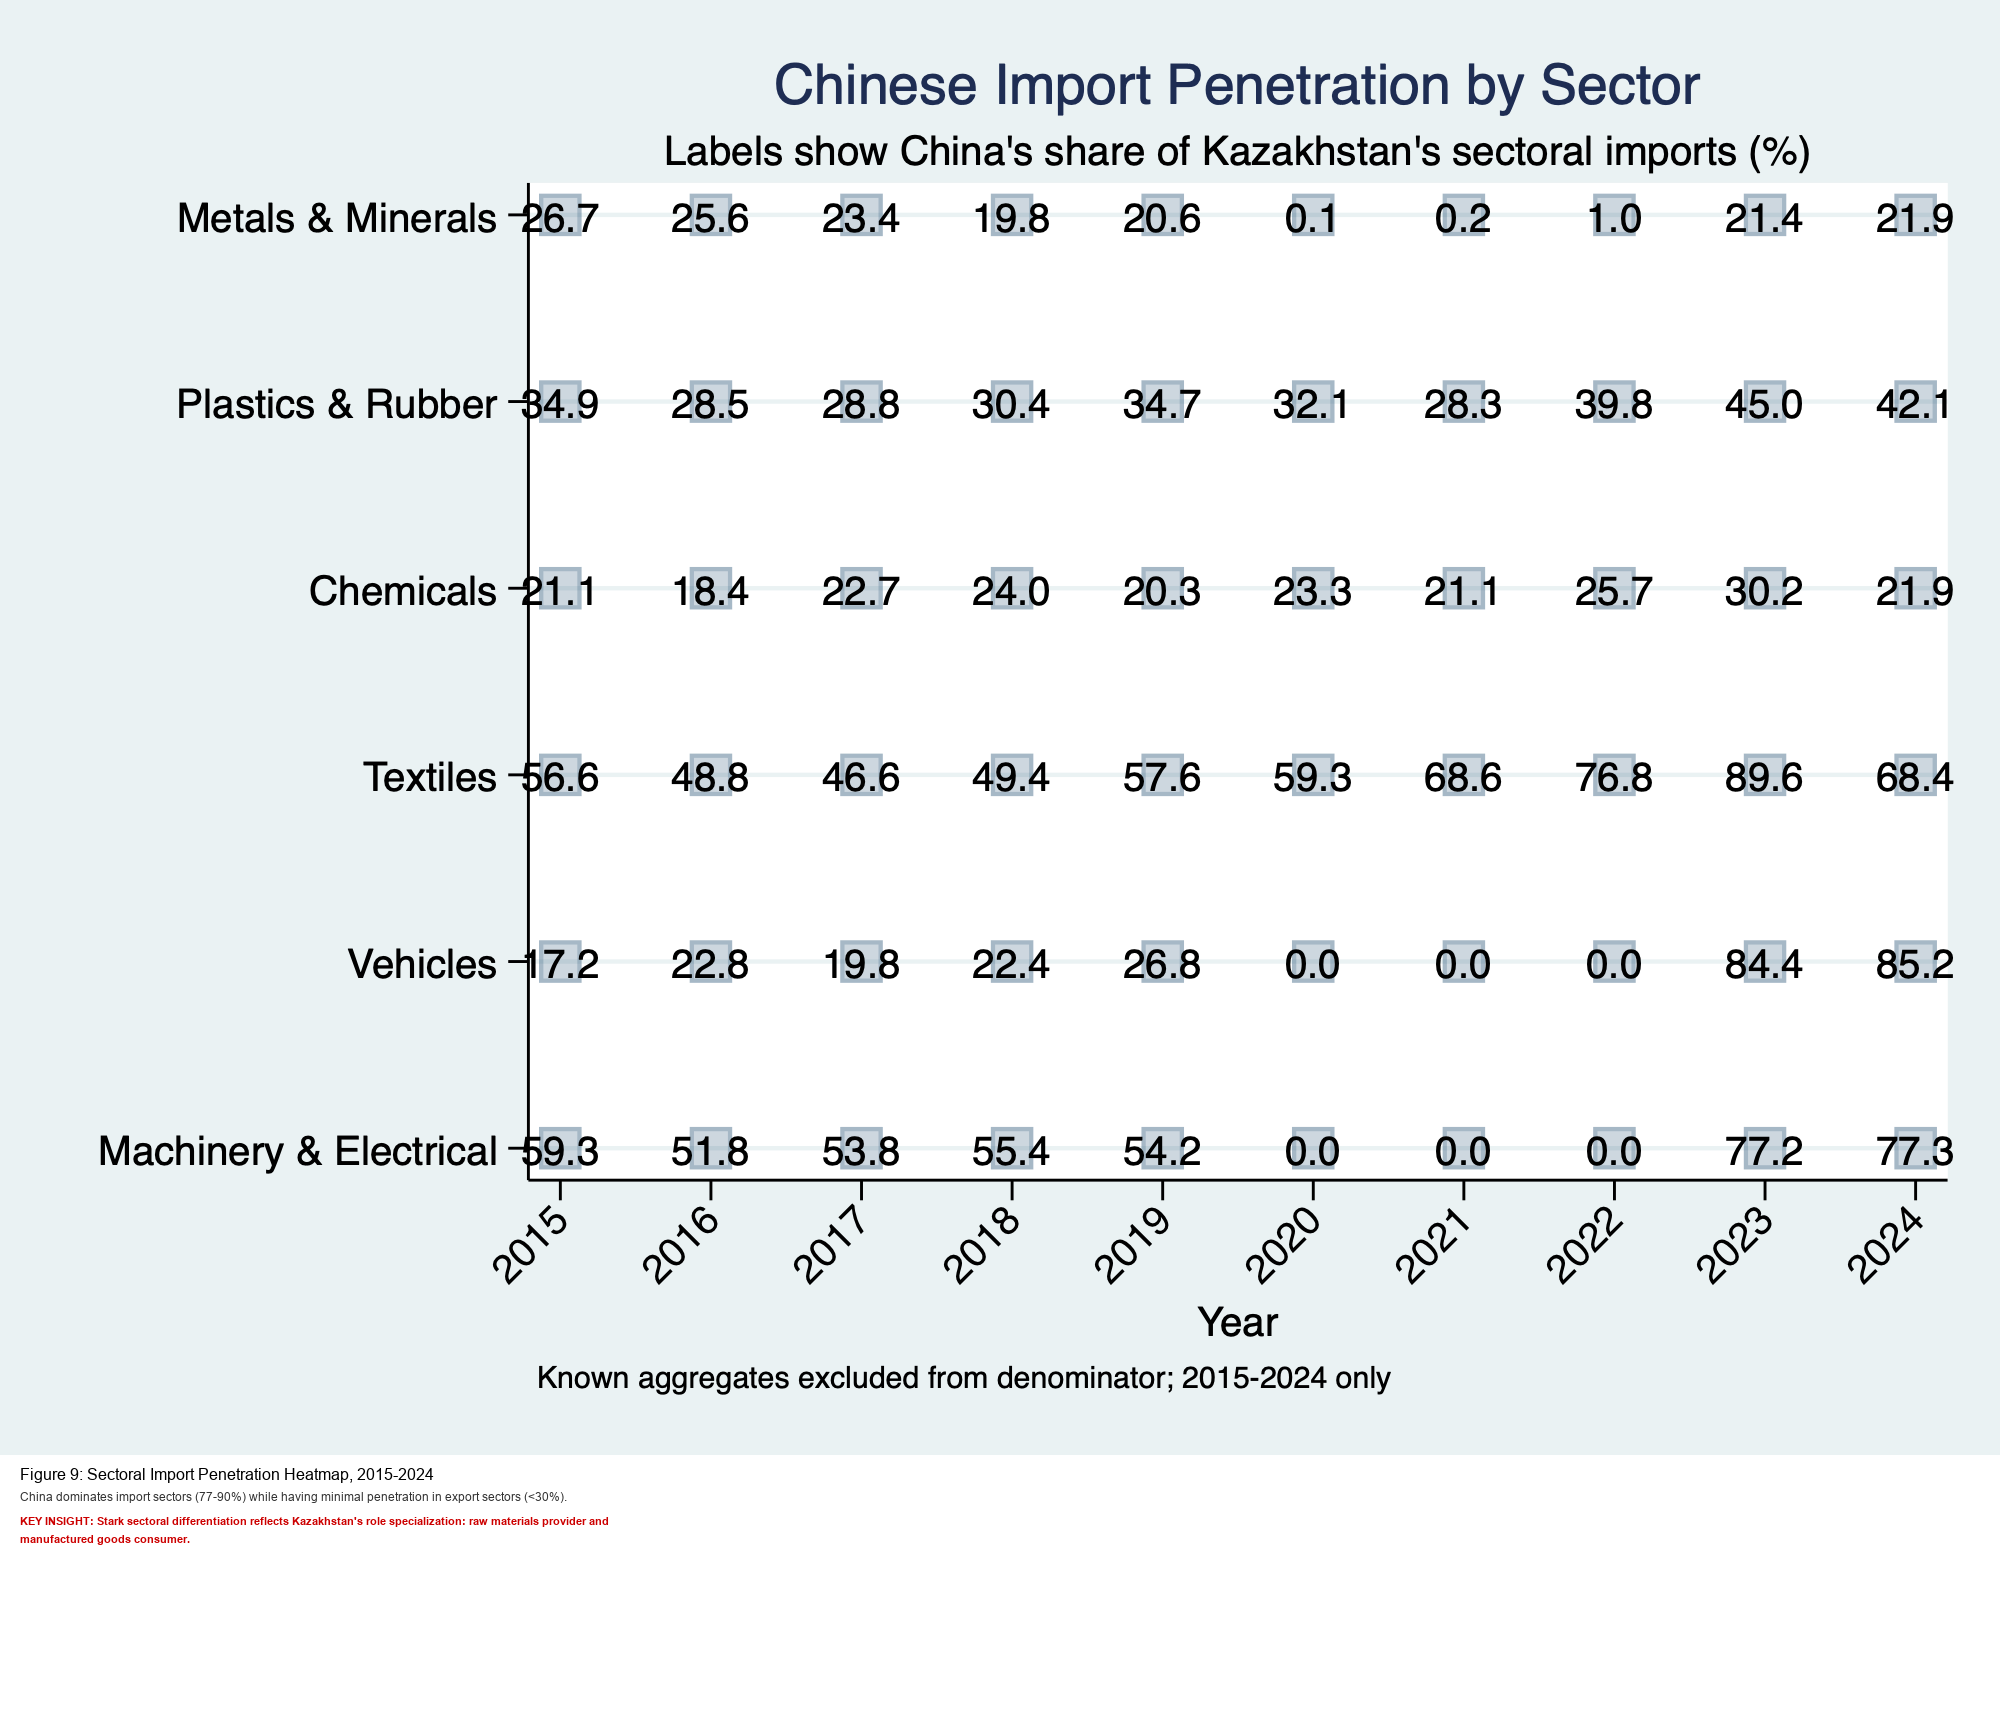 Chinese Import Penetration by Sector
Labels show China's share of Kazakhstan's sectoral imports (%)
Metals & Minerals 26.7 25.6 23.4 19.8 20.6 0.1 0.2 1.0 21.4 21.9
Plastics & Rubber 34.9 28.5 28.8 30.4 34.7 32.1 28.3 39.8 45.0 42.1
Chemicals 21.1 18.4 22.7 24.0 20.3 23.3 21.1 25.7 30.2 21.9
Textiles 56.6 48.8 46.6 49.4 57.6 59.3 68.6 76.8 89.6 68.4
Vehicles 17.2 22.8 19.8 22.4 26.8 0.0 0.0 0.0 84.4 85.2
Machinery & Electrical 59.3 51.8 53.8 55.4 54.2 0.0 0.0 0.0 77.2 77.3
2015 2016 2017 2018 2019 2020 2021 2022 2023 2024
Year
Known aggregates excluded from denominator; 2015-2024 only
Figure 9: Sectoral Import Penetration Heatmap, 2015-2024
China dominates import sectors (77-90%) while having minimal penetration in export sectors (<30%).
KEY INSIGHT: Stark sectoral differentiation reflects Kazakhstan's role specialization: raw materials provider and
manufactured goods consumer.